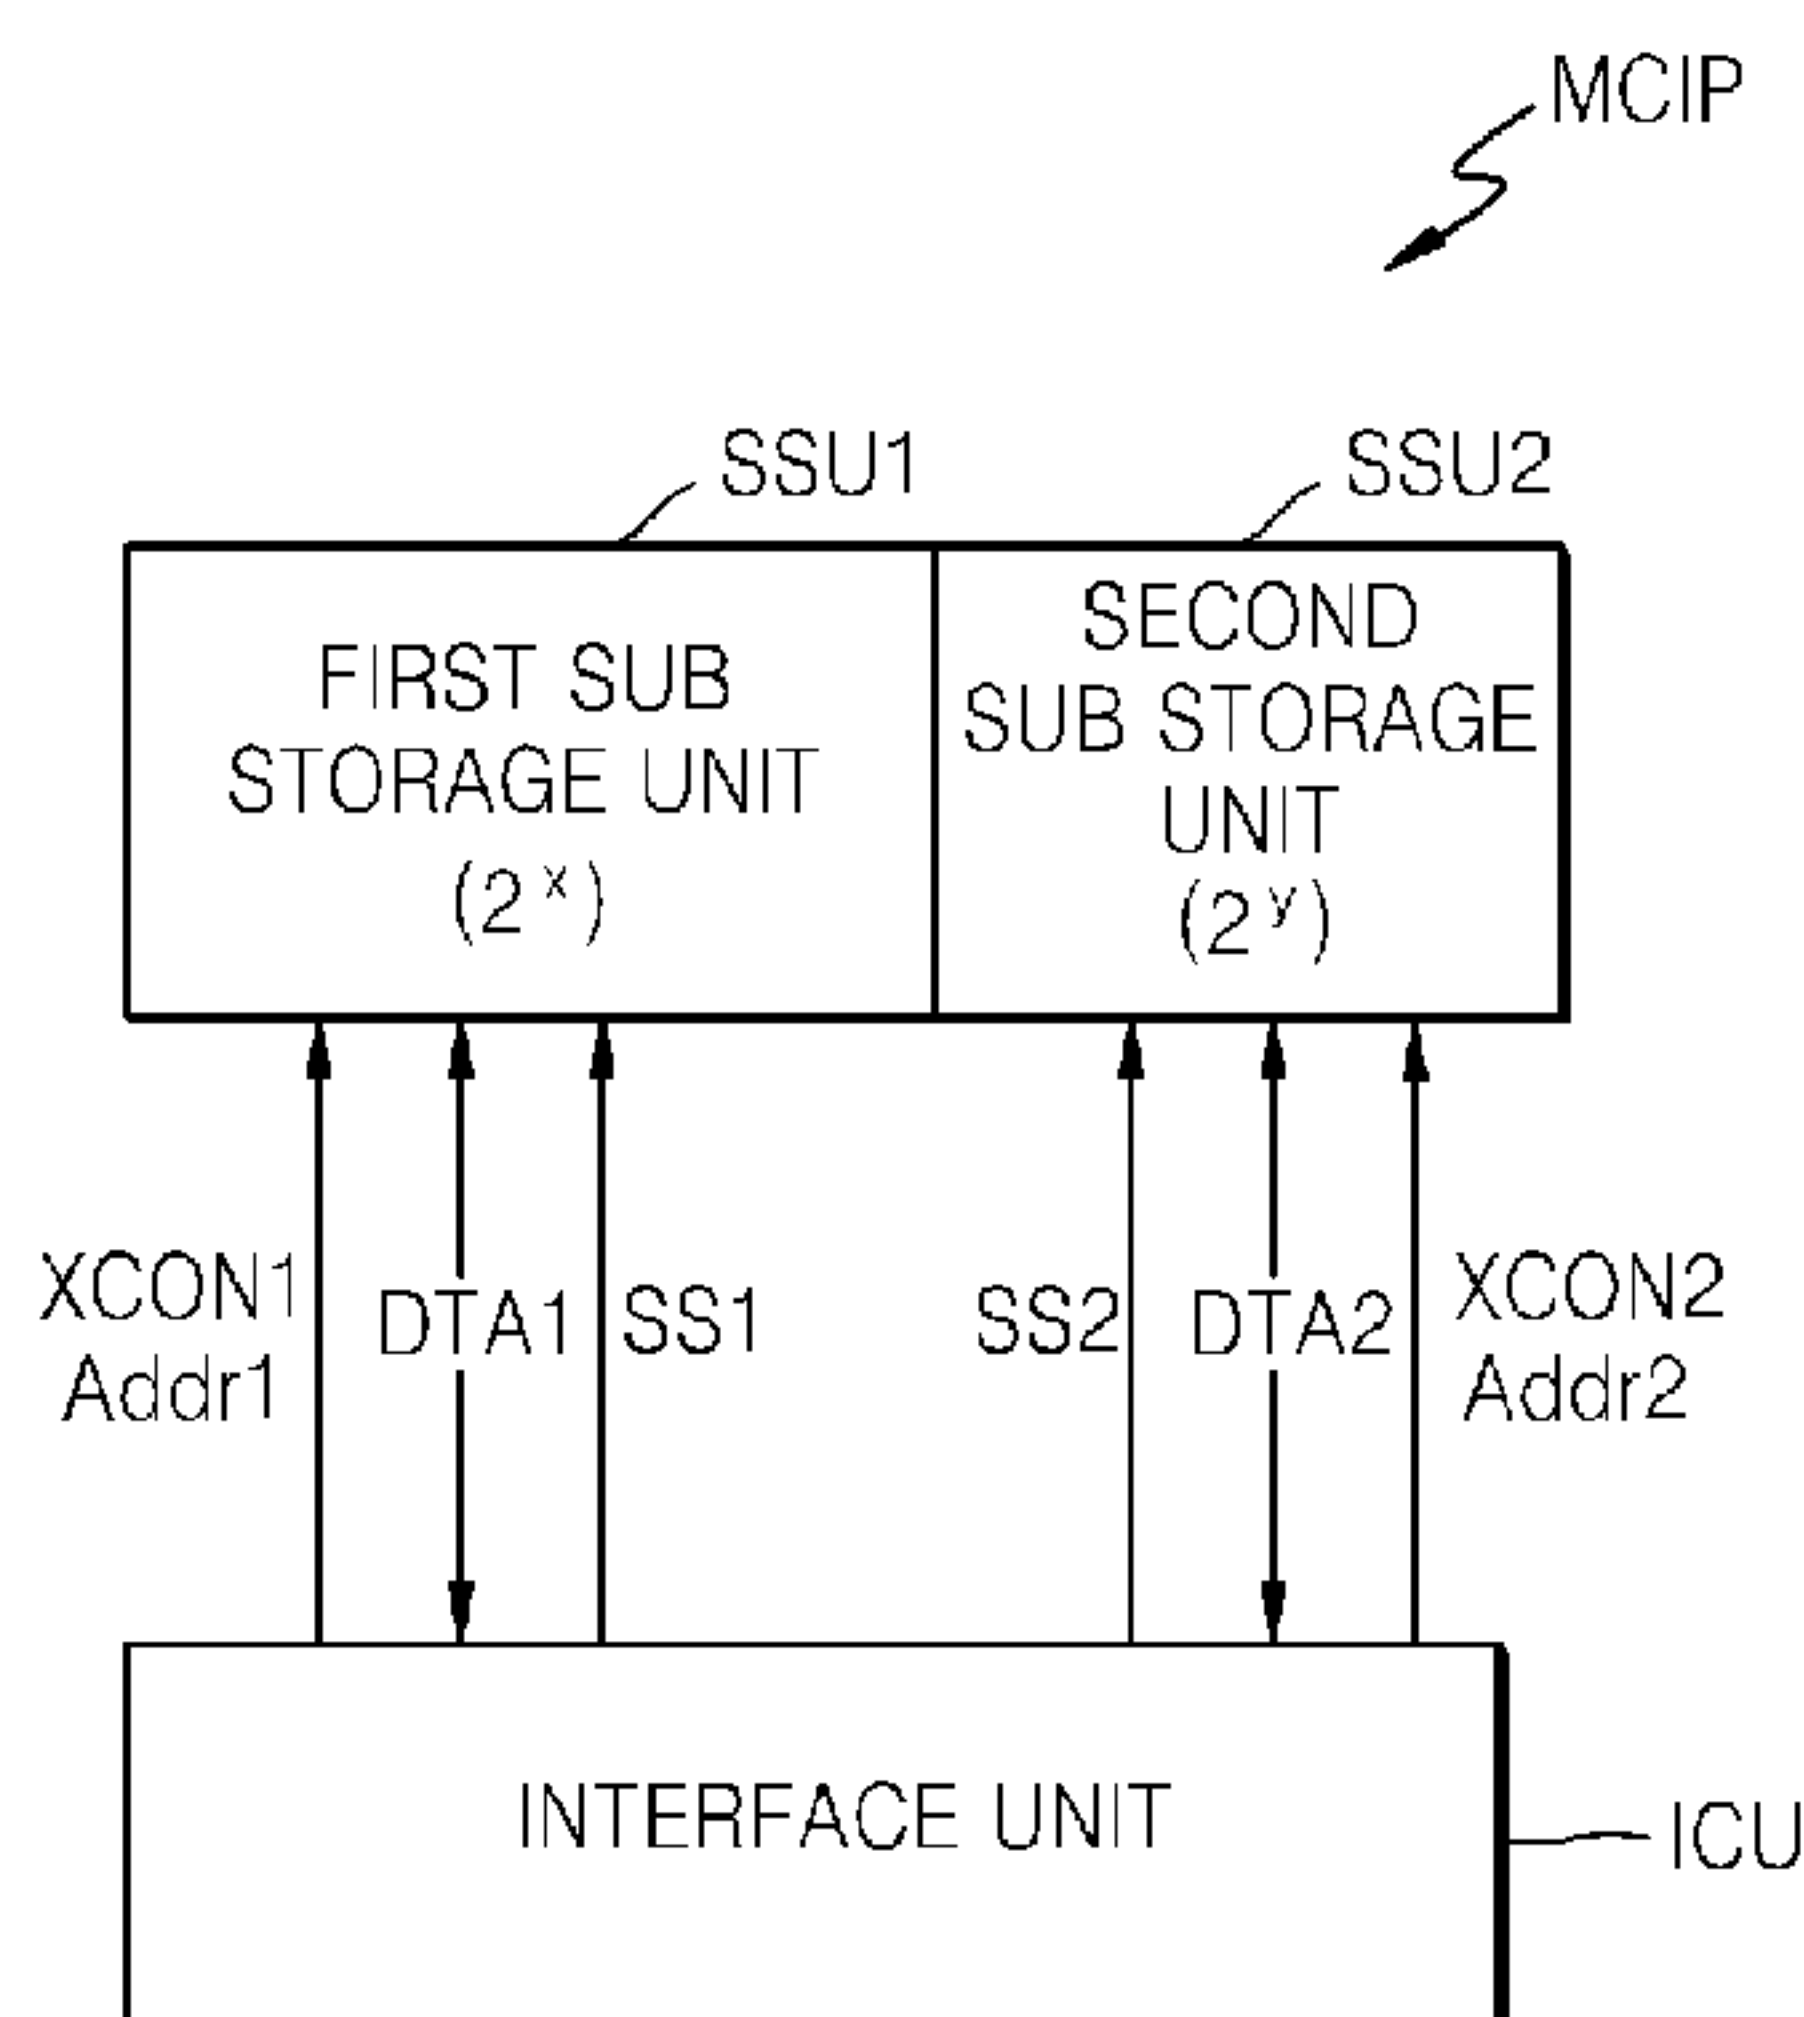 MCIP
SSU1
SSU2
FIRST SUB
STORAGE UNIT
(2^x)
SECOND
SUB STORAGE
UNIT
(2^y)
XCON1
Addr1
DTA1
SS1
SS2
DTA2
XCON2
Addr2
INTERFACE UNIT
ICU